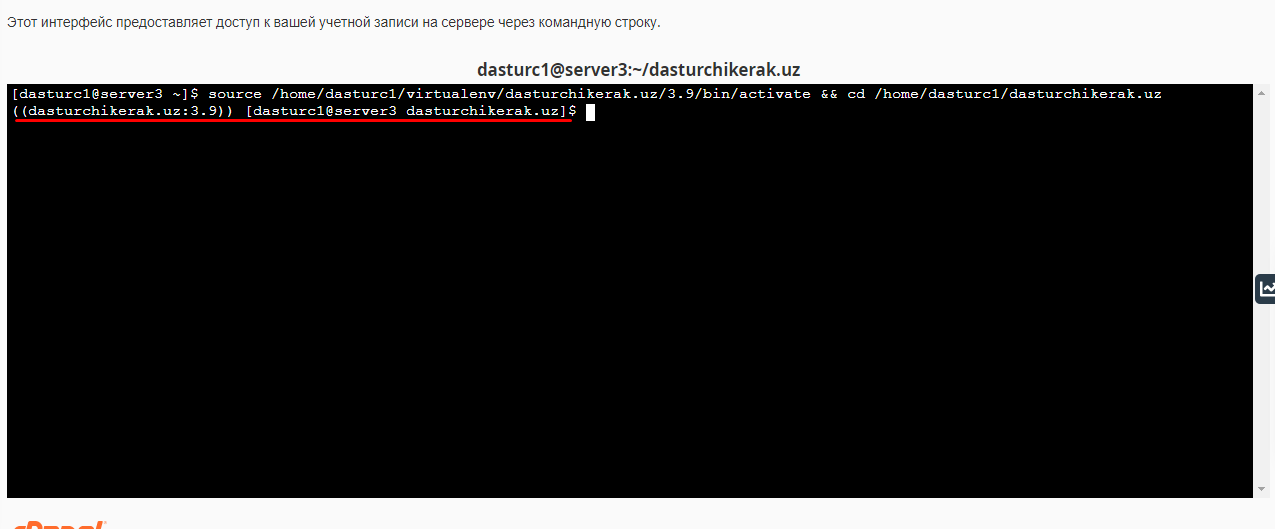 Этот интерфейс предоставляет доступ к вашей учетной записи на сервере через командную строку.
dasturc1@server3:~/dasturchikerak.uz
[dasturc1@server3 ~]$ source /home/dasturc1/virtualenv/dasturchikerak.uz/3.9/bin/activate && cd /home/dasturc1/dasturchikerak.uz
((dasturchikerak.uz:3.9)) [dasturc1@server3 dasturchikerak.uz]$